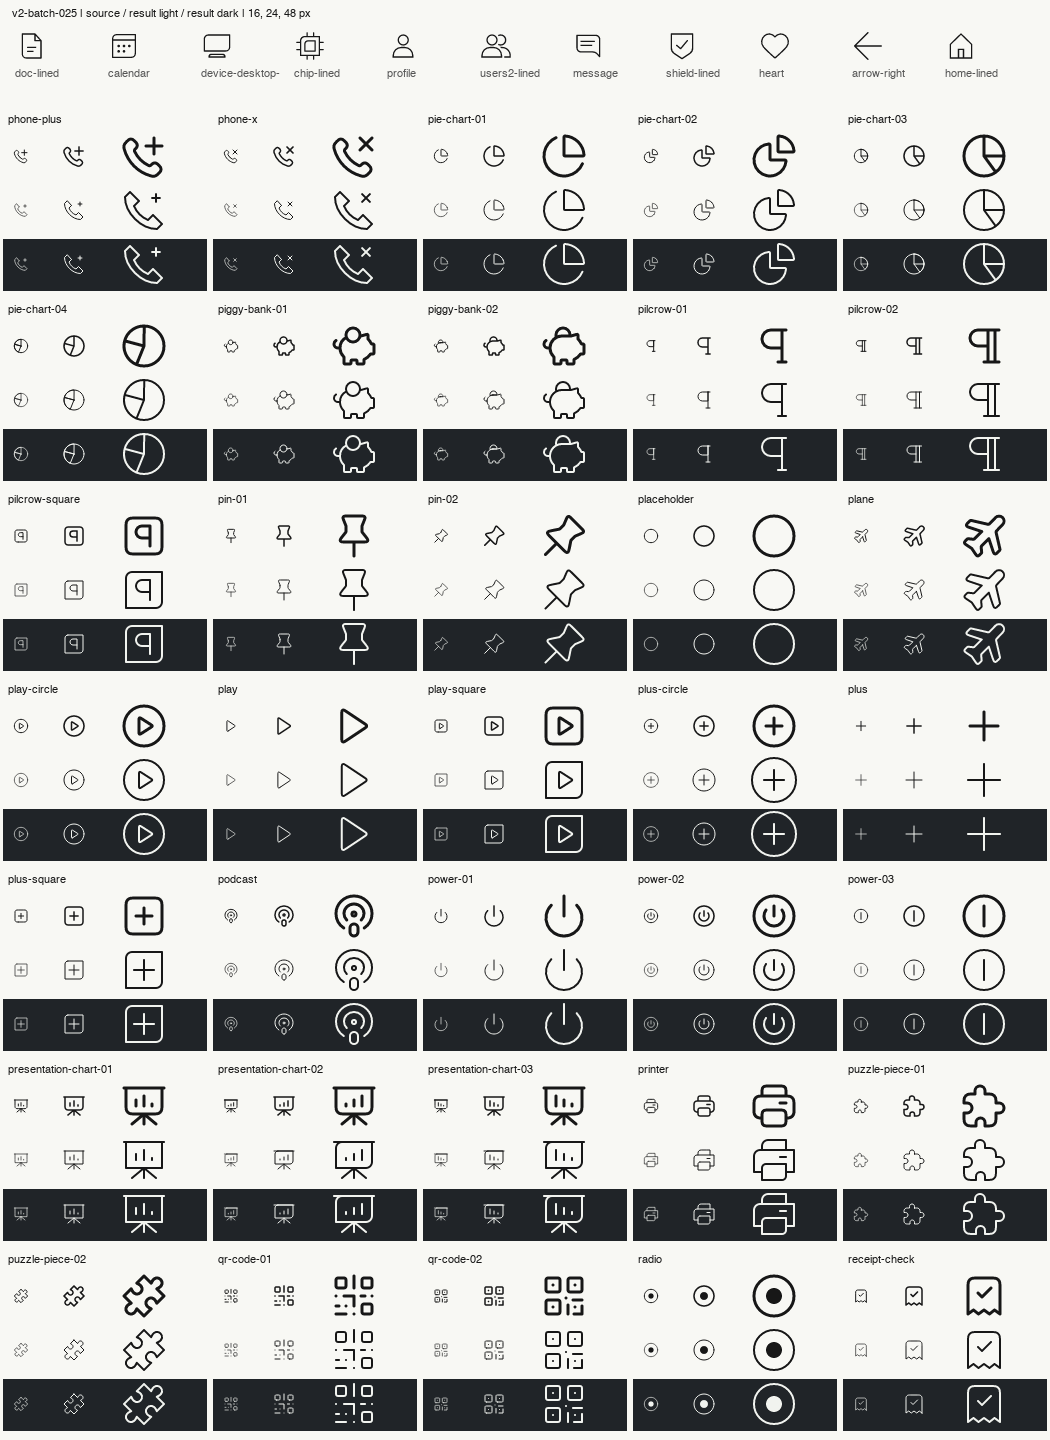 v2-batch-025 | source / result light / result dark | 16, 24, 48 px
doc-lined calendar device-desktop- chip-lined profile users2-lined message shield-lined heart arrow-right home-lined
phone-plus phone-x pie-chart-01 pie-chart-02 pie-chart-03
pie-chart-04 piggy-bank-01 piggy-bank-02 pilcrow-01 pilcrow-02
pilcrow-square pin-01 pin-02 placeholder plane
play-circle play play-square plus-circle plus
plus-square podcast power-01 power-02 power-03
presentation-chart-01 presentation-chart-02 presentation-chart-03 printer puzzle-piece-01
puzzle-piece-02 qr-code-01 qr-code-02 radio receipt-check